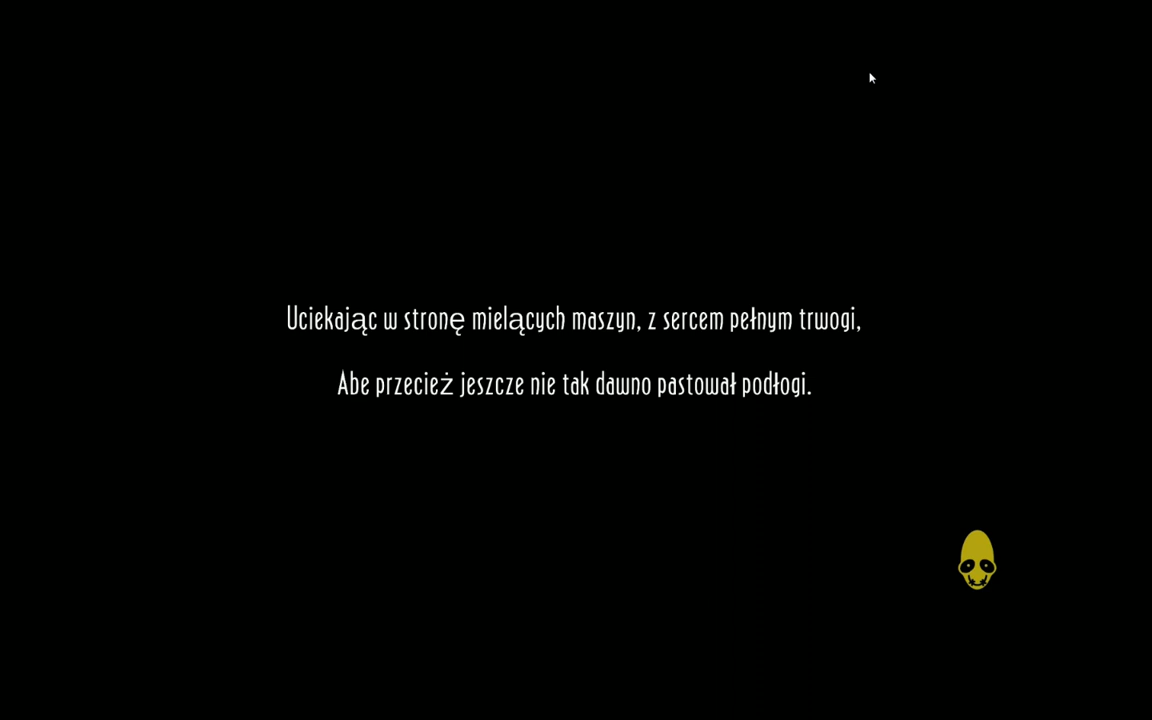 Uciekając w stronę mielących maszyn, z sercem pełnym trwogi,
Abe przecież jeszcze nie tak dawno pastował podłogi.